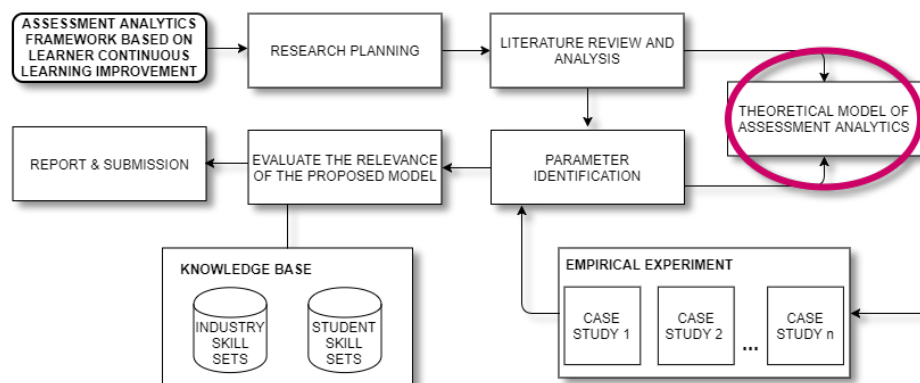 ASSESSMENT ANALYTICS
FRAMEWORK BASED ON
LEARNER CONTINUOUS
LEARNING IMPROVEMENT
RESEARCH PLANNING
LITERATURE REVIEW AND
ANALYSIS
THEORETICAL MODEL OF
ASSESSMENT ANALYTICS
REPORT & SUBMISSION
EVALUATE THE RELEVANCE
OF THE PROPOSED MODEL
PARAMETER
IDENTIFICATION
KNOWLEDGE BASE
INDUSTRY
SKILL
SETS
STUDENT
SKILL
SETS
EMPIRICAL EXPERIMENT
CASE
STUDY 1
CASE
STUDY 2
...
CASE
STUDY n